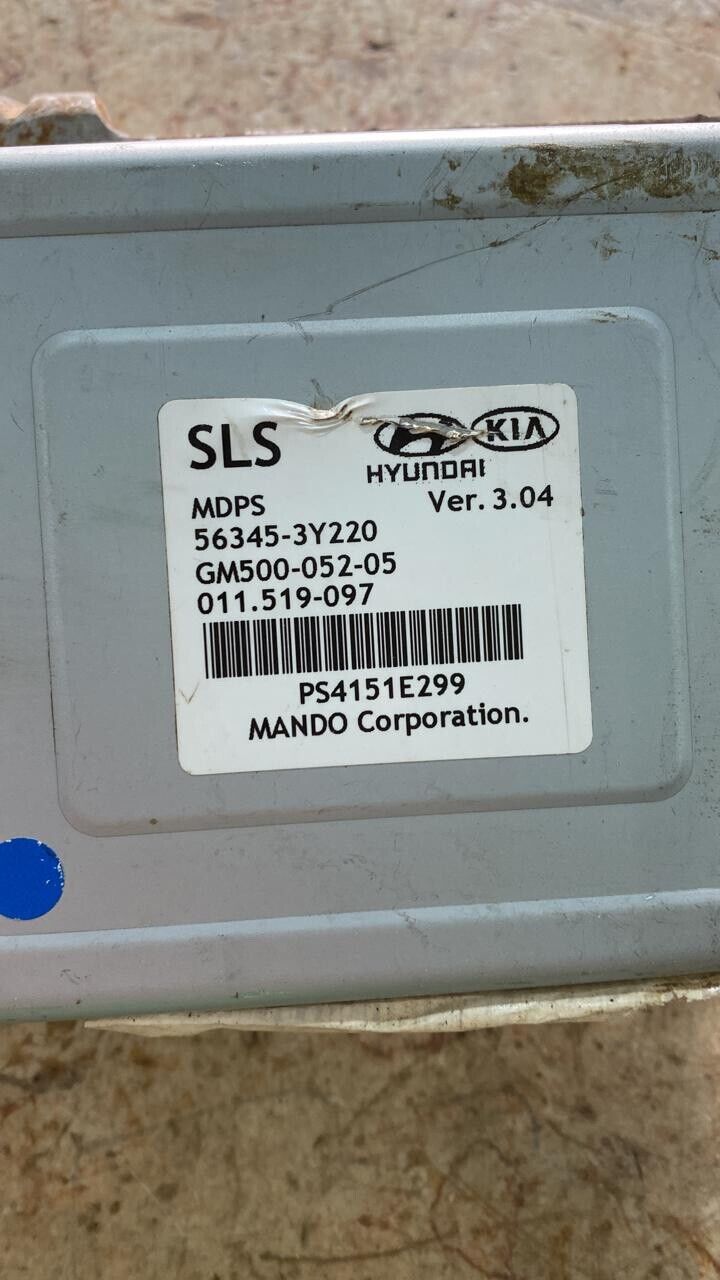 SLS
HYUNDAI KIA
MDPS Ver. 3.04
56345-3Y220
GM500-052-05
011.519-097
PS4151E299
MANDO Corporation.